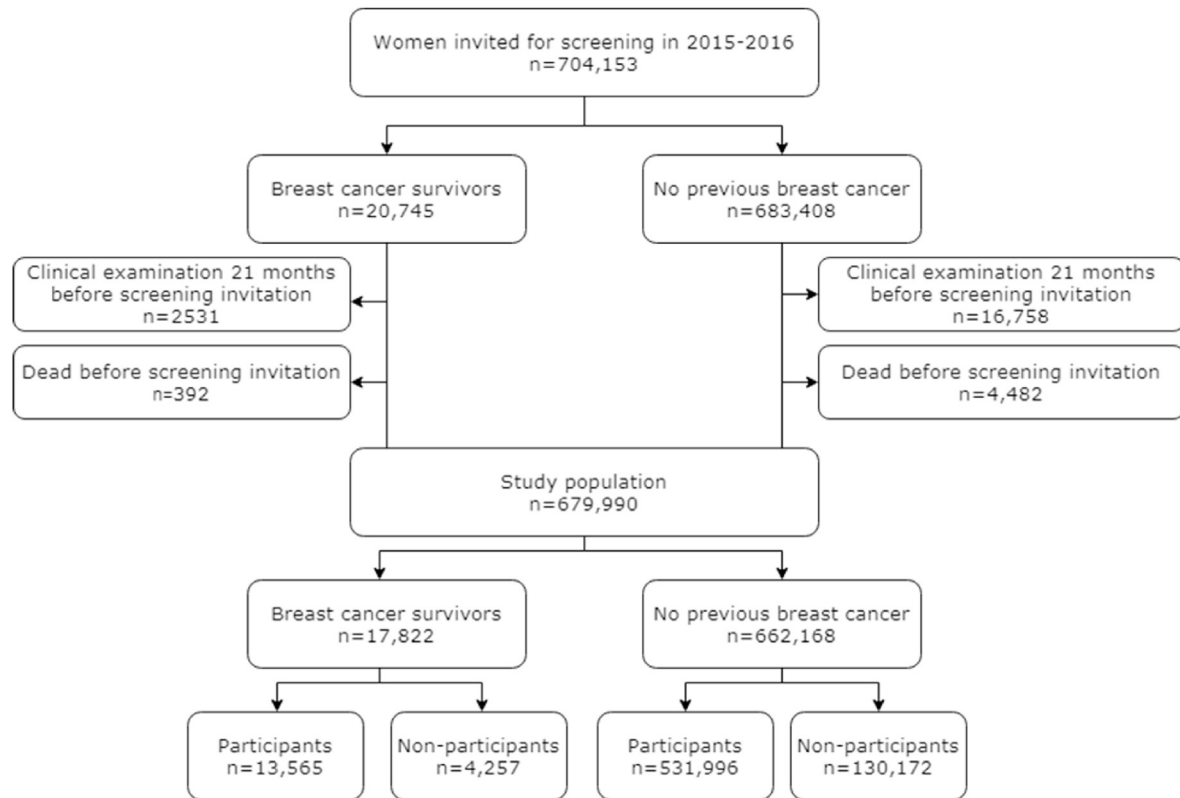 Women invited for screening in 2015-2016
n=704,153
Breast cancer survivors
n=20,745
No previous breast cancer
n=683,408
Clinical examination 21 months
before screening invitation
n=2531
Clinical examination 21 months
before screening invitation
n=16,758
Dead before screening invitation
n=392
Dead before screening invitation
n=4,482
Study population
n=679,990
Breast cancer survivors
n=17,822
No previous breast cancer
n=662,168
Participants
n=13,565
Non-participants
n=4,257
Participants
n=531,996
Non-participants
n=130,172